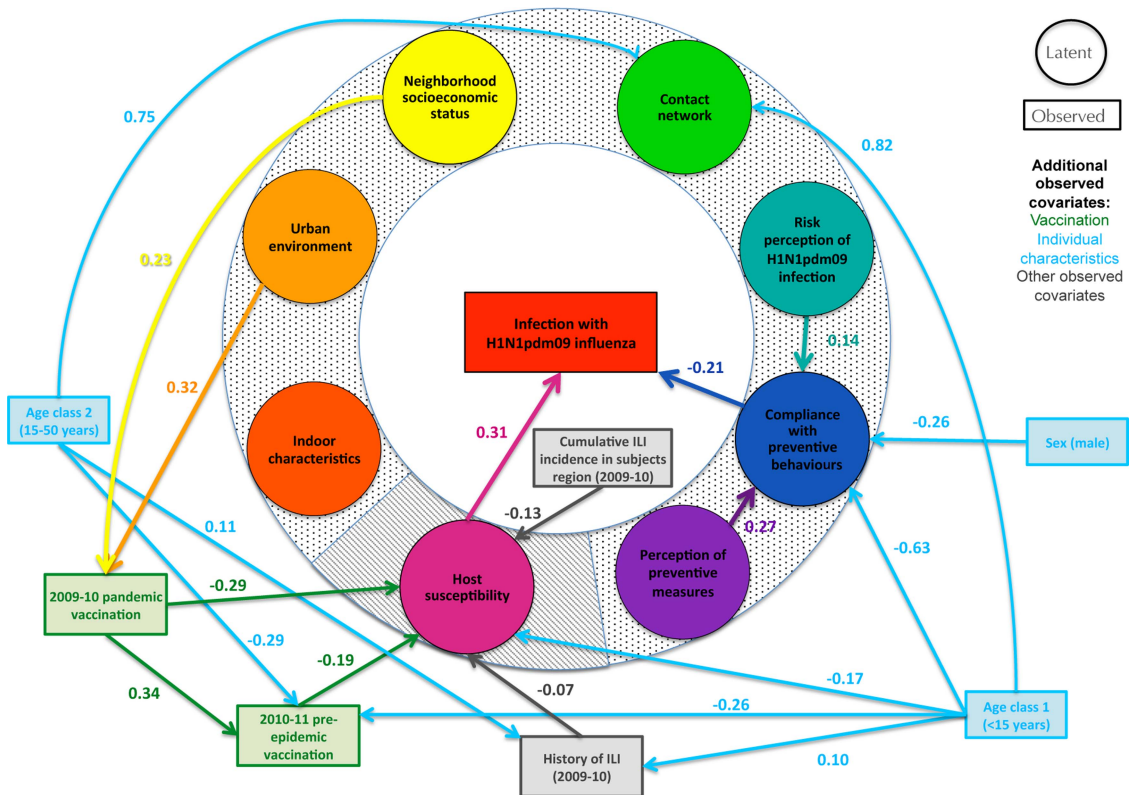 Neighborhood
socioeconomic
status
Contact
network
Latent
Observed
Additional
observed
covariates:
Vaccination
Individual
characteristics
Other observed
covariates
0.75
0.82
Urban
environment
Risk
perception of
H1N1pdm09
infection
0.23
Infection with
H1N1pdm09 influenza
0.14
-0.21
0.32
Age class 2
(15-50 years)
Indoor
characteristics
0.31
Cumulative ILI
incidence in subjects
region (2009-10)
Compliance
with
preventive
behaviours
-0.26
Sex (male)
0.11
-0.13
0.27
-0.63
2009-10 pandemic
vaccination
-0.29
Host
susceptibility
Perception of
preventive
measures
-0.29
-0.19
0.34
-0.07
-0.17
-0.26
2010-11 pre-
epidemic
vaccination
History of ILI
(2009-10)
Age class 1
(<15 years)
0.10